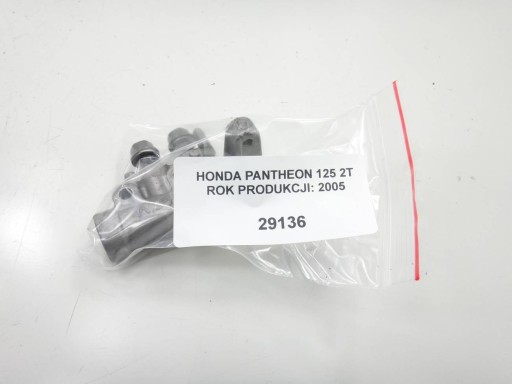 HONDA PANTHEON 125 2T
ROK PRODUKCJI: 2005
29136